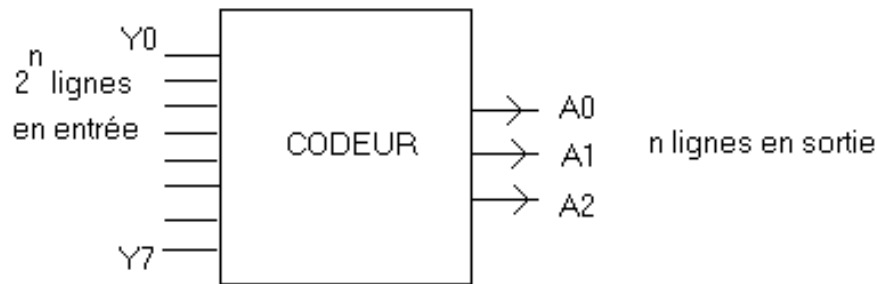 Y0
2^n lignes
en entrée
Y7
CODEUR
A0
A1
A2
n lignes en sortie